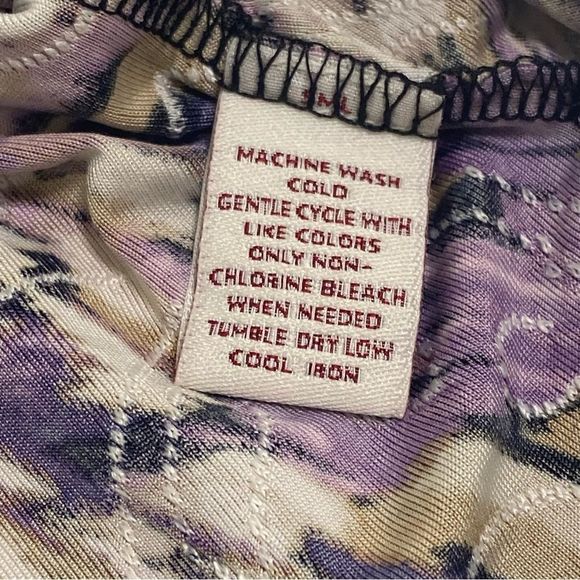 MACHINE WASH
COLD
GENTLE CYCLE WITH
LIKE COLORS
ONLY NON-
CHLORINE BLEACH
WHEN NEEDED
TUMBLE DRY LOW
COOL IRON